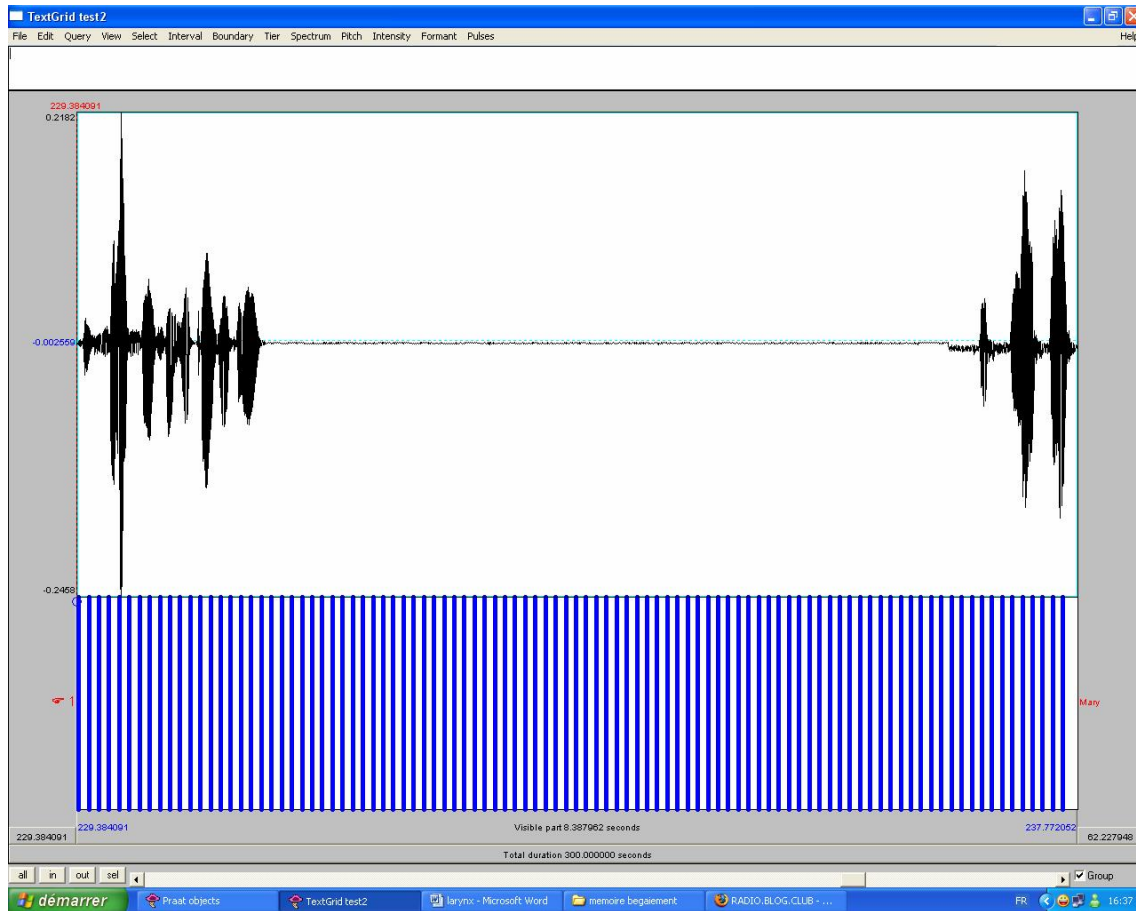 TextGrid test2
File Edit Query View Select Interval Boundary Tier Spectrum Pitch Intensity Formant Pulses Help
229.384091
0.2182
-0.002559
-0.2458
1
Mary
229.384091 237.772052
229.384091 Visible part 8.387962 seconds 62.227948
Total duration 300.000000 seconds
all in out sel Group
démarrer Praat objects TextGrid test2 larynx - Microsoft Word memoire begaiement RADIO.BLOG.CLUB - ... FR 16:37